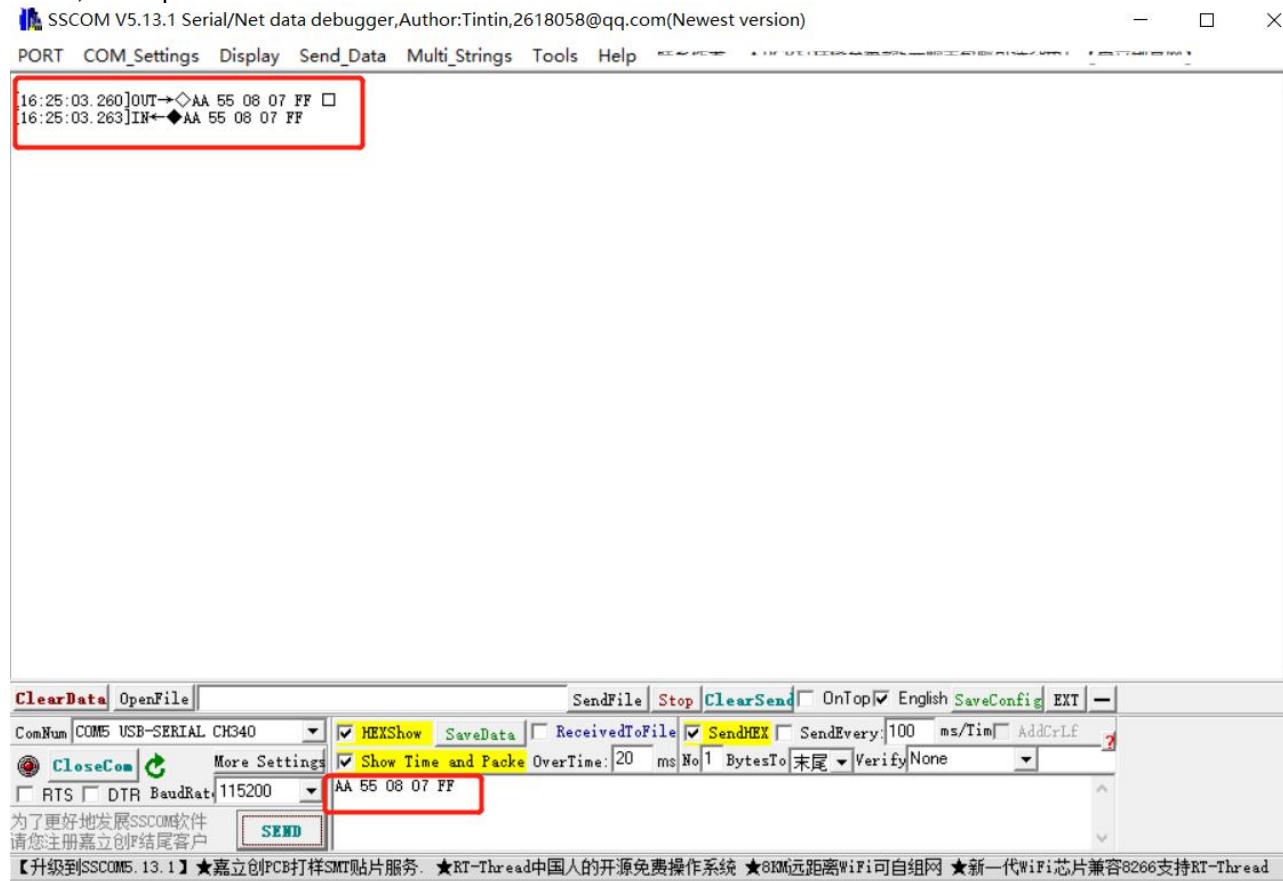 SSCOM V5.13.1 Serial/Net data debugger,Author:Tintin,2618058@qq.com(Newest version)
PORT COM_Settings Display Send_Data Multi_Strings Tools Help
[16:25:03.260]OUT→◇AA 55 08 07 FF □
[16:25:03.263]IN←◆AA 55 08 07 FF
ClearData OpenFile SendFile Stop ClearSend OnTop English SaveConfig EXT —
ComNum COM5 USB-SERIAL CH340 HEXShow SaveData ReceivedToFile SendHEX SendEvery: 100 ms/Tim AddCrLf ?
CloseCom More Settings Show Time and Packe OverTime: 20 ms No 1 BytesTo 末尾 Verify None
RTS DTR BaudRat 115200 AA 55 08 07 FF
为了更好地发展SSCOM软件
请您注册嘉立创F结尾客户 SEND
【升级到SSCOM5.13.1】★嘉立创PCB打样SMT贴片服务. ★RT-Thread中国人的开源免费操作系统 ★8KM远距离WiFi可自组网 ★新一代WiFi芯片兼容8266支持RT-Thread